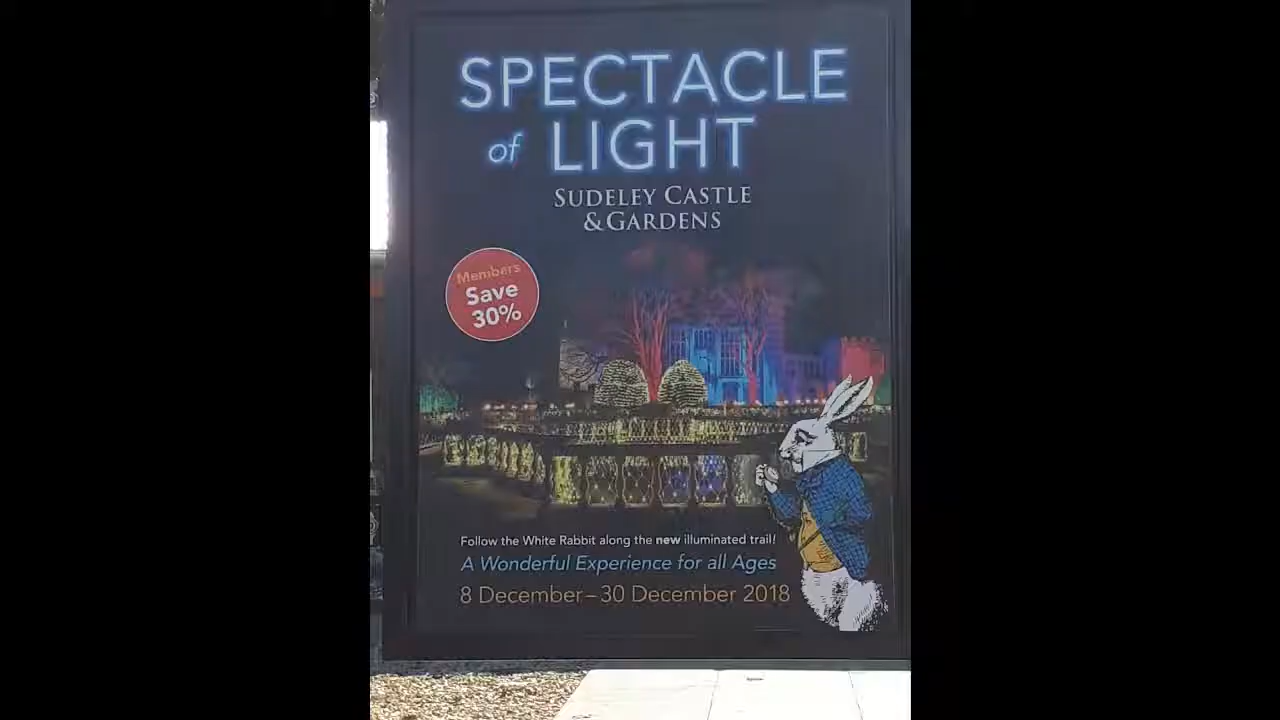 SPECTACLE
of LIGHT
SUDELEY CASTLE
& GARDENS
Members
Save
30%
Follow the White Rabbit along the new illuminated trail!
A Wonderful Experience for all Ages
8 December – 30 December 2018